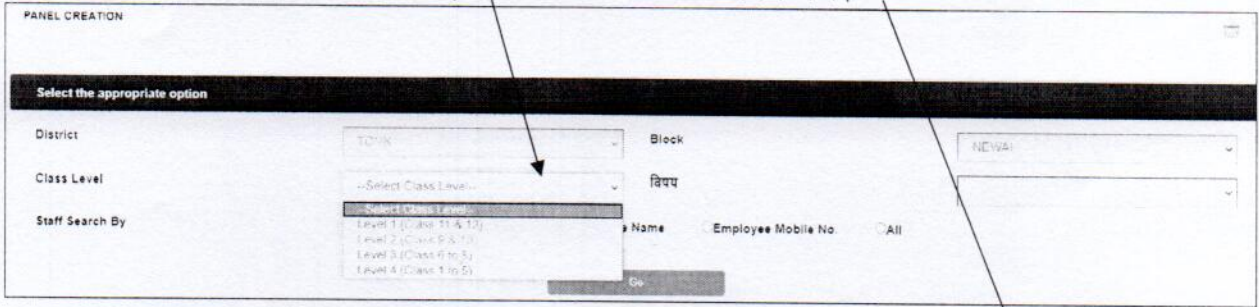 PANEL CREATION
Select the appropriate option
District TONK Block NEWAI
Class Level --Select Class Level-- विषय
--Select Class Level--
Staff Search By Level 1 (Class 11 & 12) e Name Employee Mobile No. All
Level 2 (Class 9 & 10)
Level 3 (Class 6 to 8)
Level 4 (Class 1 to 5)
Go